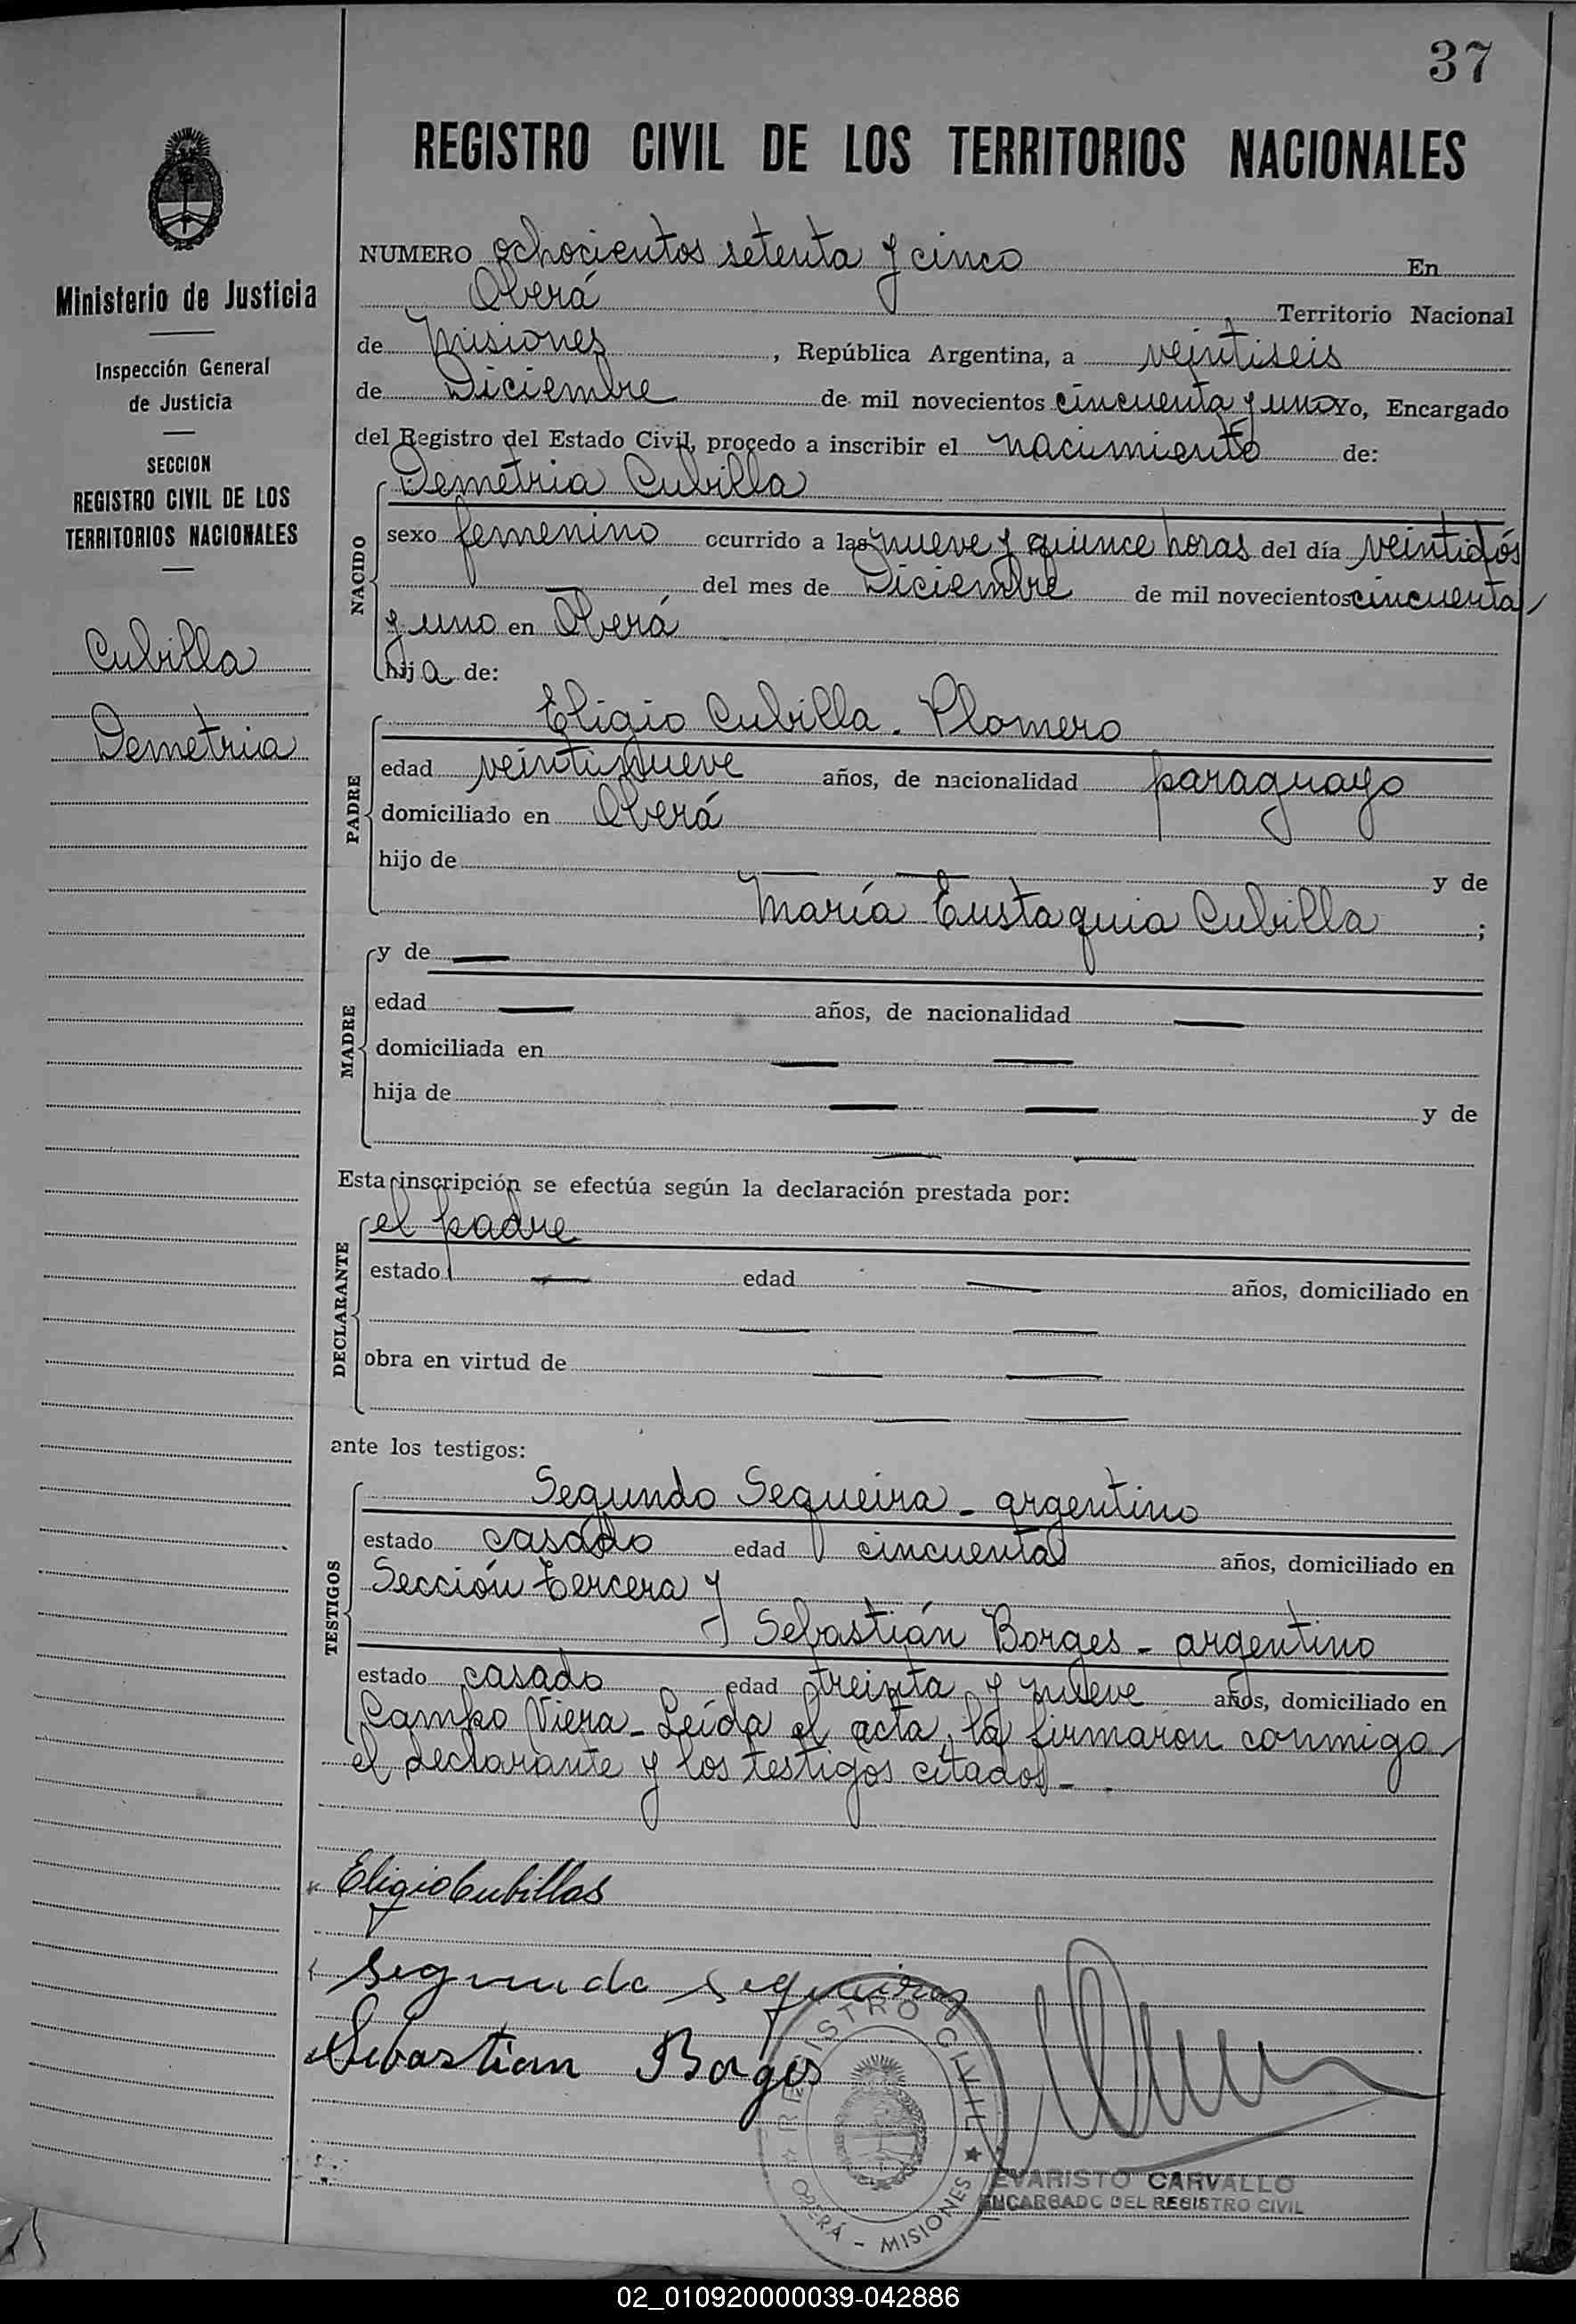 37
REGISTRO CIVIL DE LOS TERRITORIOS NACIONALES
Ministerio de Justicia
Inspección General
de Justicia
SECCION
REGISTRO CIVIL DE LOS
TERRITORIOS NACIONALES
Cubilla
Demetria
NUMERO ochocientos setenta y cinco En
Oberá Territorio Nacional
de Misiones, República Argentina, a veintiseis
de Diciembre de mil novecientos cincuenta y uno Yo, Encargado
del Registro del Estado Civil, procedo a inscribir el nacimiento de:
NACIDO
Demetria Cubilla
sexo femenino ocurrido a las nueve y quince horas del día veintidós
del mes de Diciembre de mil novecientos cincuenta
y uno en Oberá
hija de:
PADRE
Eligio Cubilla. Plomero
edad veintinueve años, de nacionalidad paraguayo
domiciliado en Oberá
hijo de — — y de
María Eustaquia Cubilla ;
MADRE
y de —
edad — años, de nacionalidad —
domiciliada en — —
hija de — — y de
— —
Esta inscripción se efectúa según la declaración prestada por:
DECLARANTE
el padre
estado — edad — años, domiciliado en
— —
obra en virtud de — —
— —
ante los testigos:
TESTIGOS
Segundo Sequeira - argentino
estado casado edad cincuenta años, domiciliado en
Sección tercera y
Sebastián Borges - argentino
estado casado edad treinta y nueve años, domiciliado en
Campo Viera - Leída el acta, la firmaron conmigo
el declarante y los testigos citados -.
Eligio Cubillas
Segundo Sequeira
Sebastian Borges
REGISTRO CIVIL
OBERÁ - MISIONES
EVARISTO CARVALLO
ENCARGADO DEL REGISTRO CIVIL
02_010920000039-042886